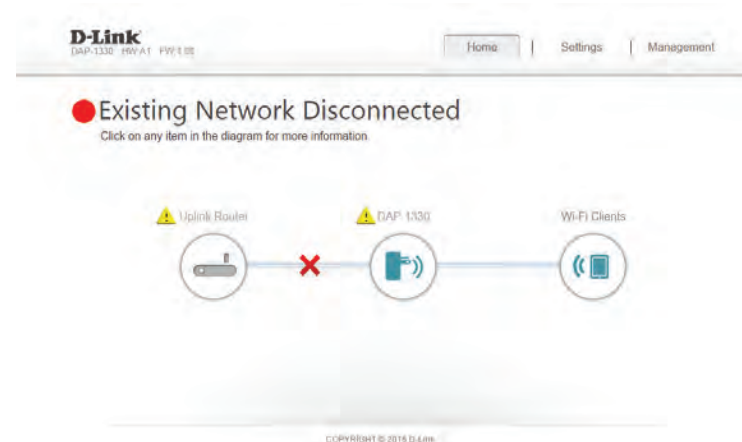 D-Link
DAP-1330 HW:A1 FW:1.00
Home | Settings | Management
Existing Network Disconnected
Click on any item in the diagram for more information.
Uplink Router
DAP-1330
Wi-Fi Clients
COPYRIGHT © 2016 D-Link